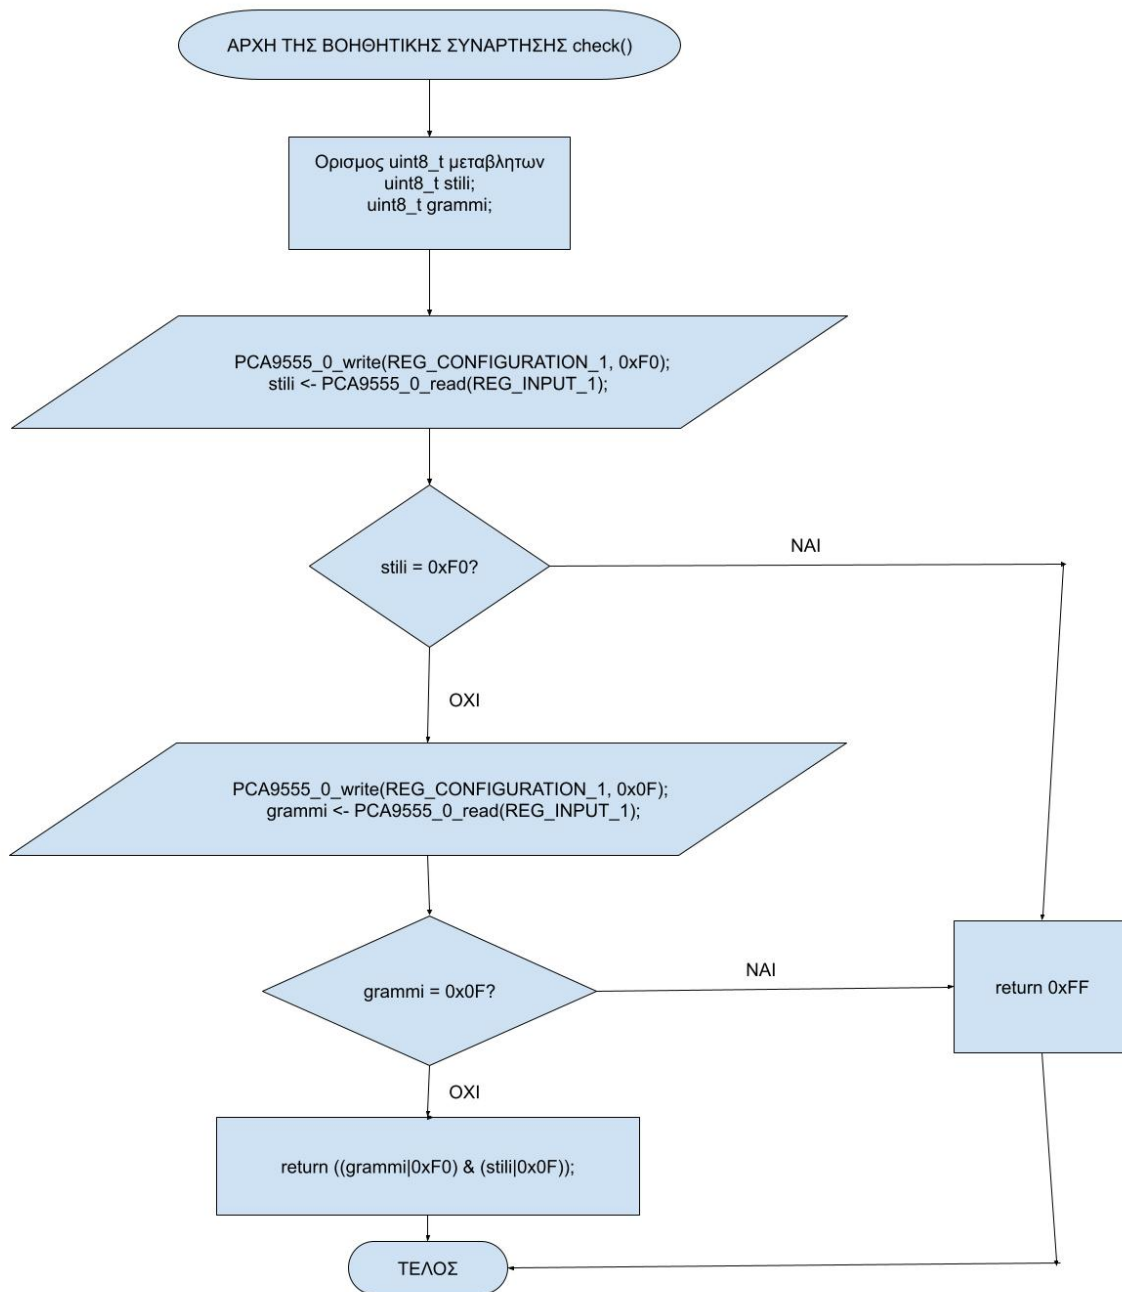 ΑΡΧΗ ΤΗΣ ΒΟΗΘΗΤΙΚΗΣ ΣΥΝΑΡΤΗΣΗΣ check()
Ορισμος uint8_t μεταβλητων
uint8_t stili;
uint8_t grammi;
PCA9555_0_write(REG_CONFIGURATION_1, 0xF0);
stili <- PCA9555_0_read(REG_INPUT_1);
stili = 0xF0?
ΝΑΙ
ΟΧΙ
PCA9555_0_write(REG_CONFIGURATION_1, 0x0F);
grammi <- PCA9555_0_read(REG_INPUT_1);
grammi = 0x0F?
ΝΑΙ
return 0xFF
ΟΧΙ
return ((grammi|0xF0) & (stili|0x0F));
ΤΕΛΟΣ